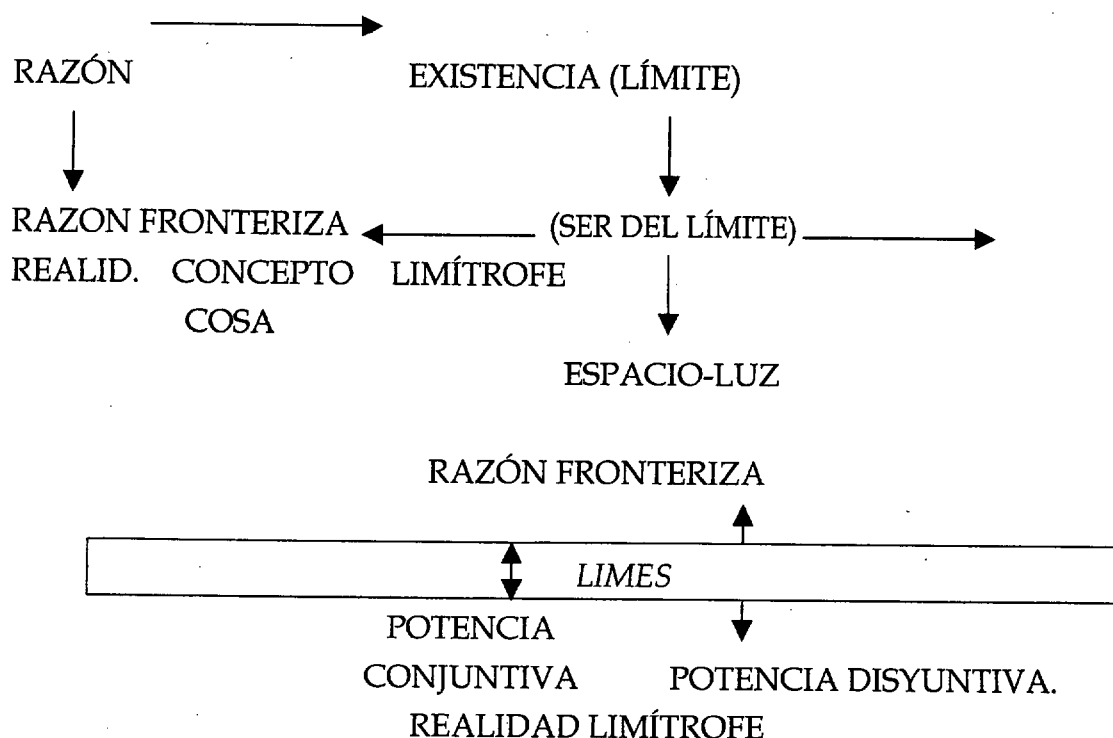 RAZÓN EXISTENCIA (LÍMITE)
RAZON FRONTERIZA (SER DEL LÍMITE)
REALID. CONCEPTO LIMÍTROFE
COSA
ESPACIO-LUZ
RAZÓN FRONTERIZA
LIMES
POTENCIA
CONJUNTIVA POTENCIA DISYUNTIVA.
REALIDAD LIMÍTROFE